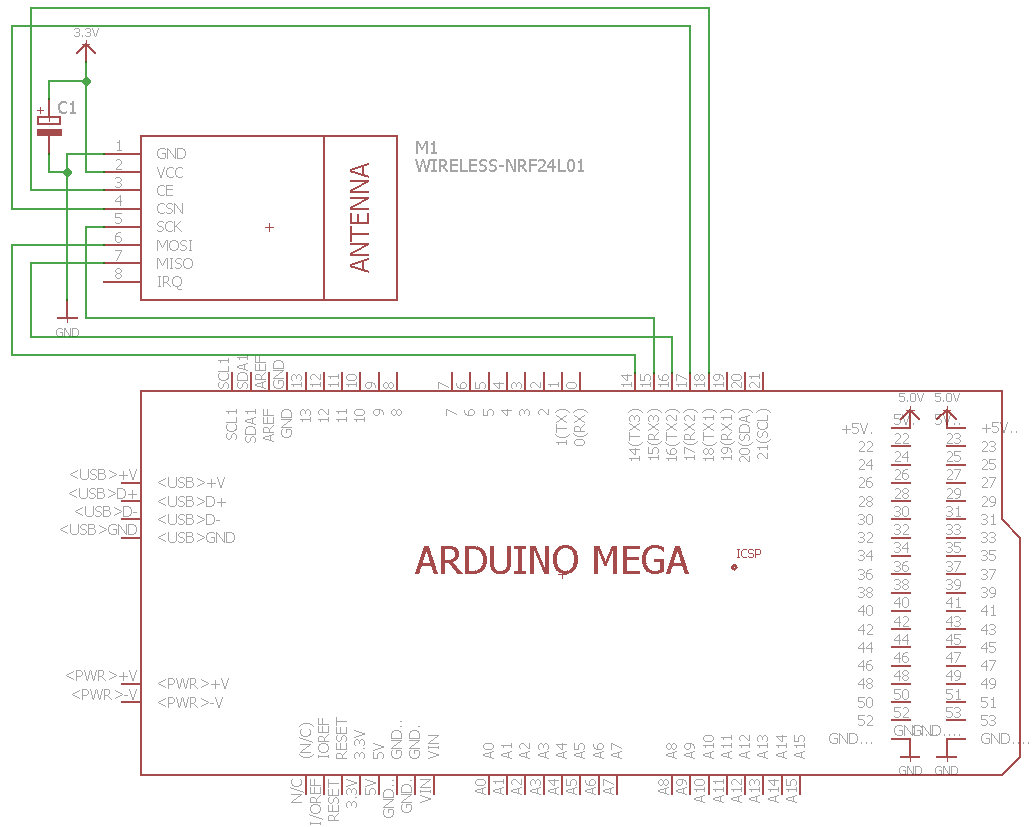 3.3V
+ C1
M1
WIRELESS-NRF24L01
1 GND
2 VCC
3 CE
4 CSN
5 SCK
6 MOSI
7 MISO
8 IRQ
ANTENNA
GND
SCL1 SDA1 AREF GND 13 12 11 10 9 8 7 6 5 4 3 2 1 0 14 15 16 17 18 19 20 21
SCL1 SDA1 AREF GND 13 12 11 10 9 8 7 6 5 4 3 2 1(TX) 0(RX) 14(TX3) 15(RX3) 16(TX2) 17(RX2) 18(TX1) 19(RX1) 20(SDA) 21(SCL)
5.0V 5.0V
+5V. 5V. 5V.. +5V..
22 22 23 23
24 24 25 25
26 26 27 27
28 28 29 29
30 30 31 31
32 32 33 33
34 34 35 35
36 36 37 37
38 38 39 39
40 40 41 41
42 42 43 43
44 44 45 45
46 46 47 47
48 48 49 49
50 50 51 51
52 52 53 53
GND... GND... GND.... GND....
GND GND
<USB>+V <USB>+V
<USB>D+ <USB>D+
<USB>D- <USB>D-
<USB>GND <USB>GND
ARDUINO MEGA
ICSP
<PWR>+V <PWR>+V
<PWR>-V <PWR>-V
(N/C) IOREF RESET 3.3V 5V GND.. GND. VIN A0 A1 A2 A3 A4 A5 A6 A7 A8 A9 A10 A11 A12 A13 A14 A15
N/C I/OREF RESET 3.3V 5V GND.. GND. VIN A0 A1 A2 A3 A4 A5 A6 A7 A8 A9 A10 A11 A12 A13 A14 A15